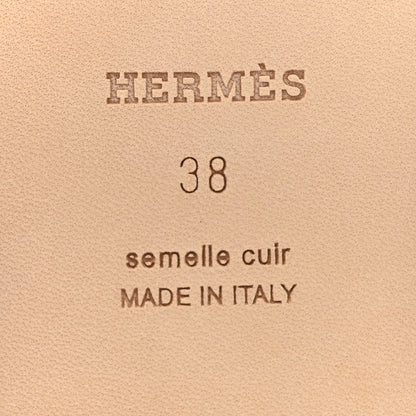 HERMÈS
38
semelle cuir
MADE IN ITALY